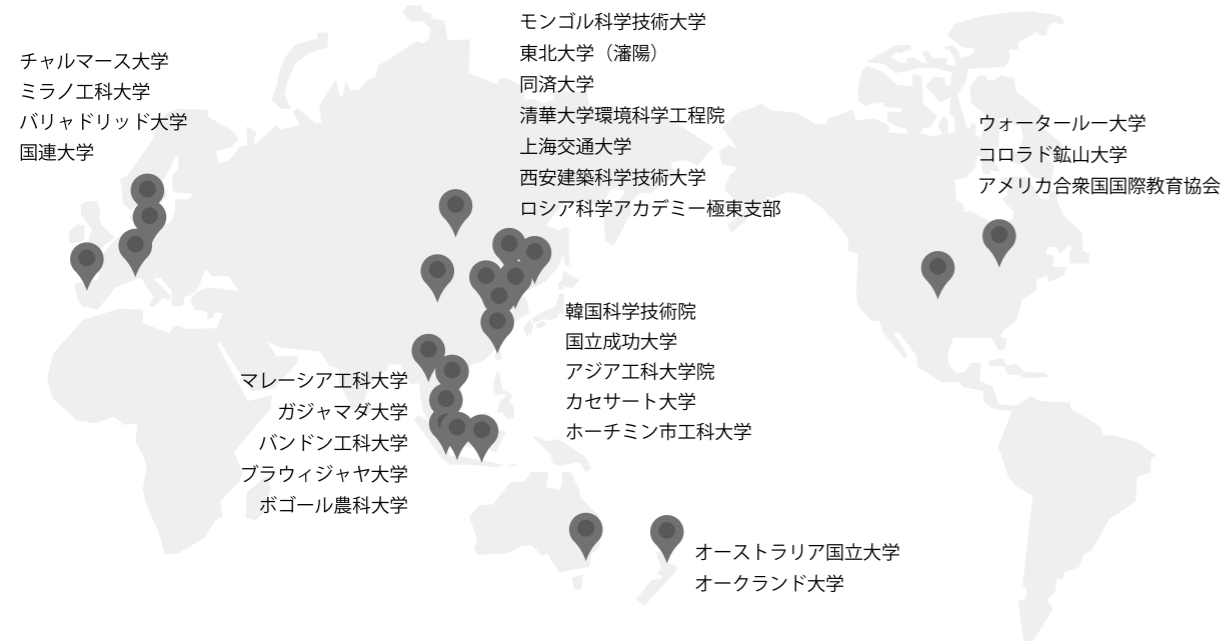 チャルマース大学
ミラノ工科大学
バリャドリッド大学
国連大学
モンゴル科学技術大学
東北大学（瀋陽）
同済大学
清華大学環境科学工程院
上海交通大学
西安建築科学技術大学
ロシア科学アカデミー極東支部
ウォータールー大学
コロラド鉱山大学
アメリカ合衆国国際教育協会
韓国科学技術院
国立成功大学
アジア工科大学院
カセサート大学
ホーチミン市工科大学
マレーシア工科大学
ガジャマダ大学
バンドン工科大学
ブラウィジャヤ大学
ボゴール農科大学
オーストラリア国立大学
オークランド大学